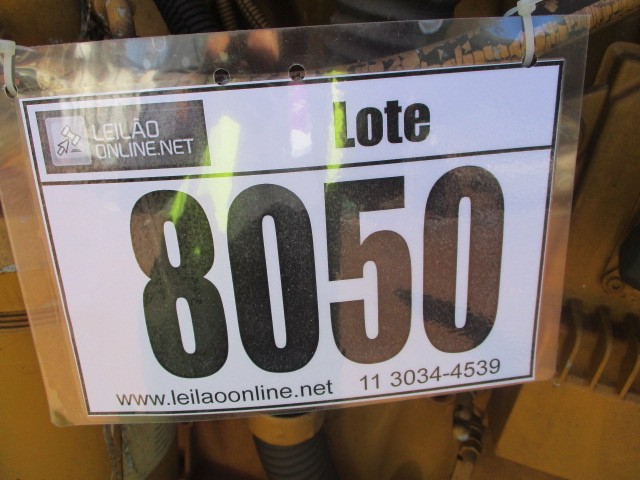 LEILÃO
ONLINE.NET
Lote
8050
www.leilaoonline.net 11 3034-4539